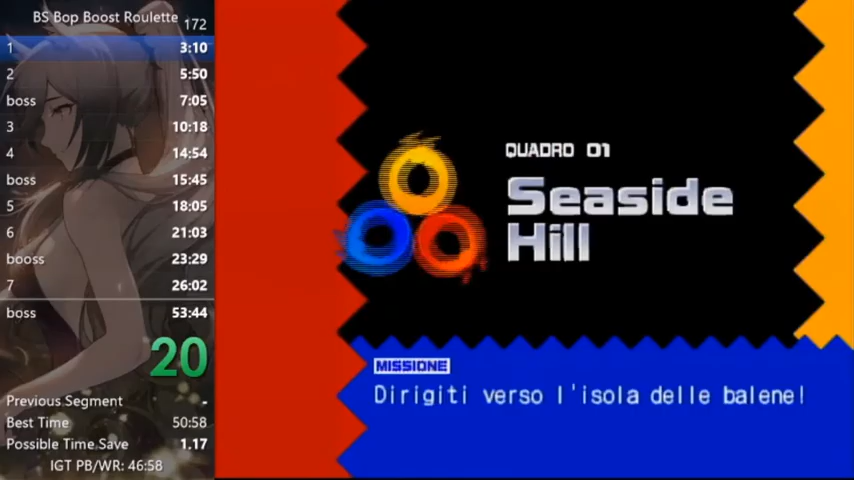 BS Bop Boost Roulette 172
1 3:10
2 5:50
boss 7:05
3 10:18
4 14:54
boss 15:45
5 18:05
6 21:03
booss 23:29
7 26:02
boss 53:44
20
Previous Segment -
Best Time 50:58
Possible Time Save 1.17
IGT PB/WR: 46:58
QUADRO 01
Seaside
Hill
MISSIONE
Dirigiti verso l'isola delle balene!